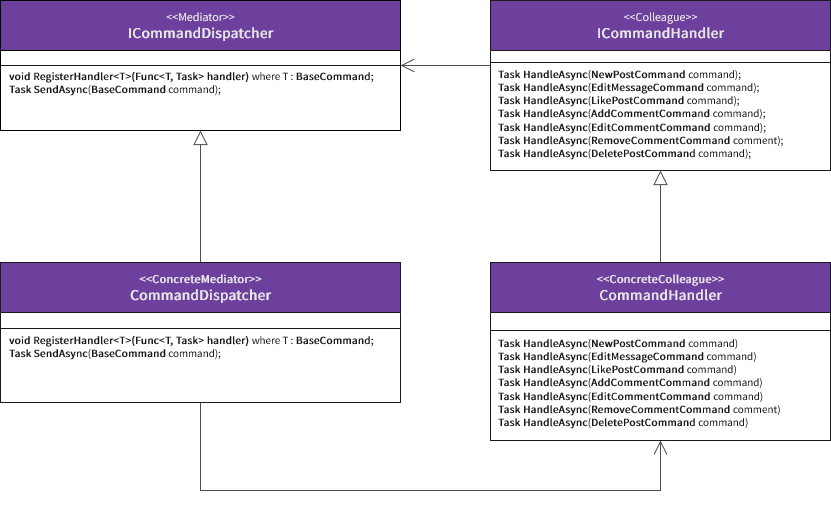 <<Mediator>>
ICommandDispatcher
void RegisterHandler<T>(Func<T, Task> handler) where T : BaseCommand;
Task SendAsync(BaseCommand command);
<<Colleague>>
ICommandHandler
Task HandleAsync(NewPostCommand command);
Task HandleAsync(EditMessageCommand command);
Task HandleAsync(LikePostCommand command);
Task HandleAsync(AddCommentCommand command);
Task HandleAsync(EditCommentCommand command);
Task HandleAsync(RemoveCommentCommand comment);
Task HandleAsync(DeletePostCommand command);
<<ConcreteMediator>>
CommandDispatcher
void RegisterHandler<T>(Func<T, Task> handler) where T : BaseCommand;
Task SendAsync(BaseCommand command);
<<ConcreteColleague>>
CommandHandler
Task HandleAsync(NewPostCommand command)
Task HandleAsync(EditMessageCommand command)
Task HandleAsync(LikePostCommand command)
Task HandleAsync(AddCommentCommand command)
Task HandleAsync(EditCommentCommand command)
Task HandleAsync(RemoveCommentCommand comment)
Task HandleAsync(DeletePostCommand command)